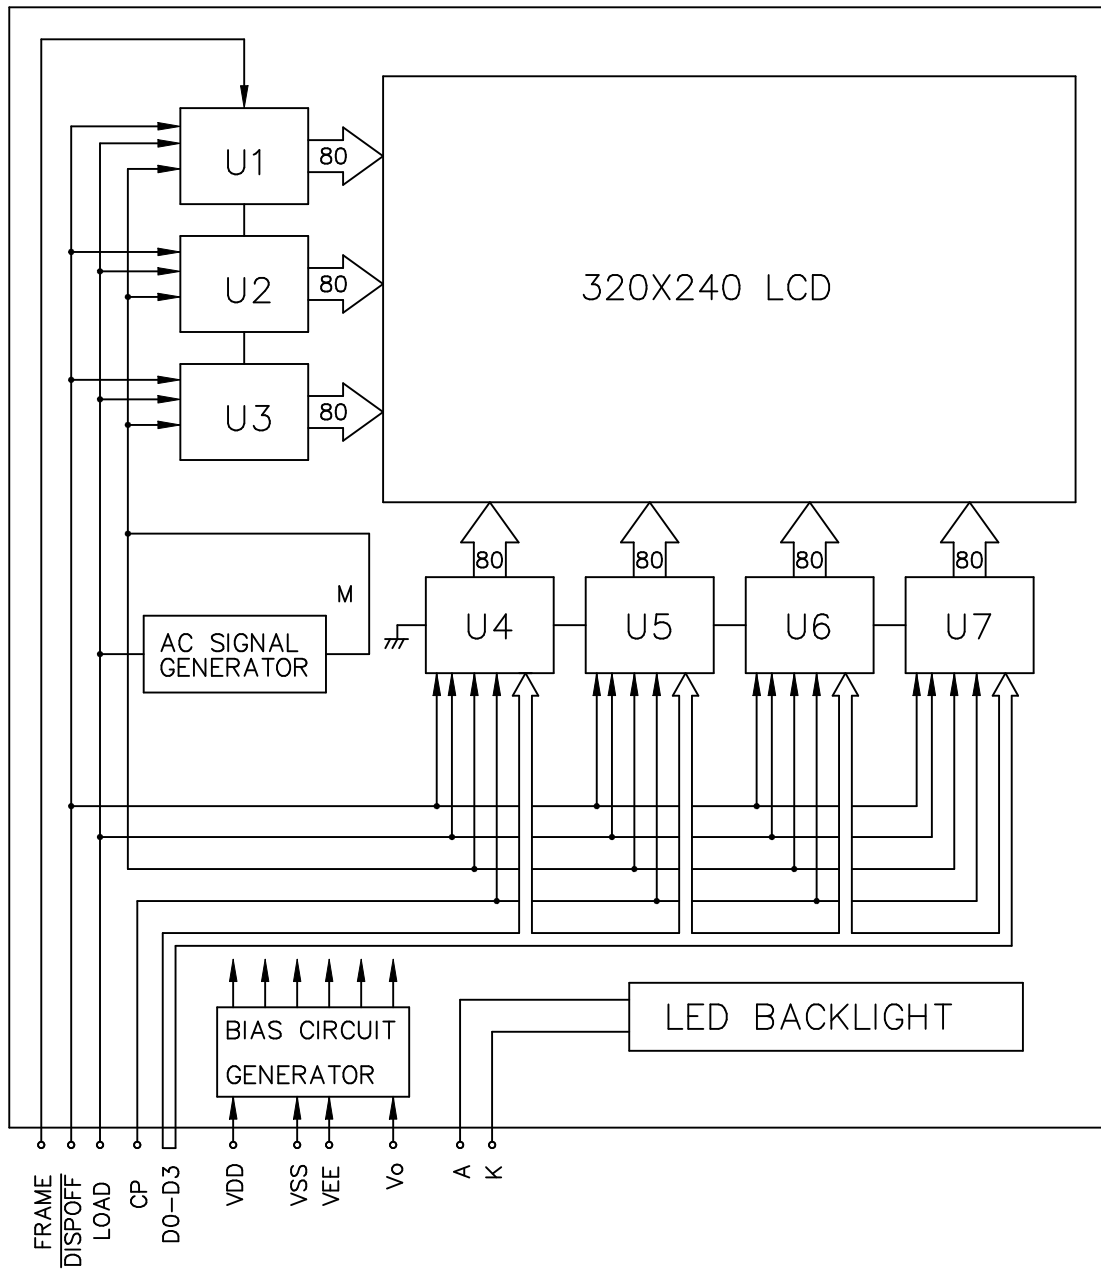 U1
80
U2
80
320X240 LCD
U3
80
80
80
80
80
M
U4
U5
U6
U7
AC SIGNAL
GENERATOR
BIAS CIRCUIT
GENERATOR
LED BACKLIGHT
FRAME
DISPOFF
LOAD
CP
D0-D3
VDD
VSS
VEE
Vo
A
K